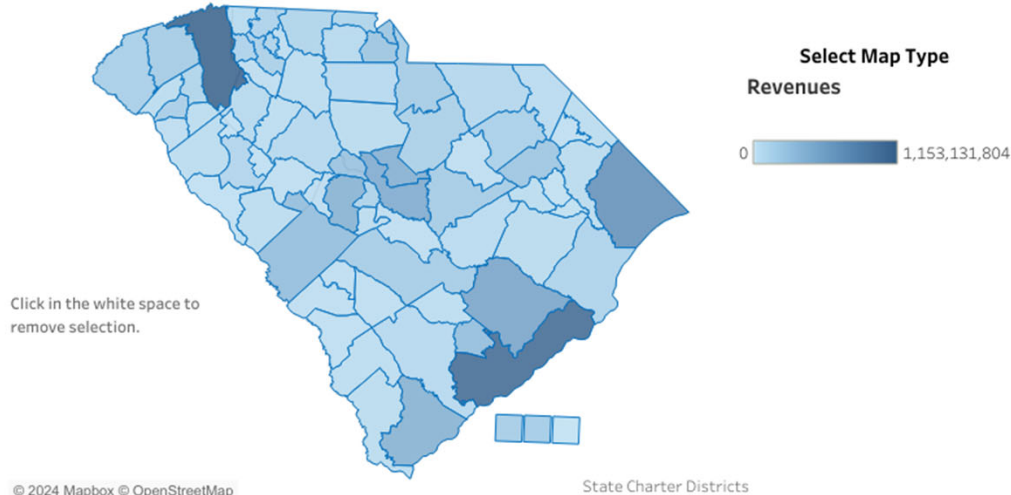 Select Map Type
Revenues
0 1,153,131,804
Click in the white space to
remove selection.
© 2024 Mapbox © OpenStreetMap
State Charter Districts